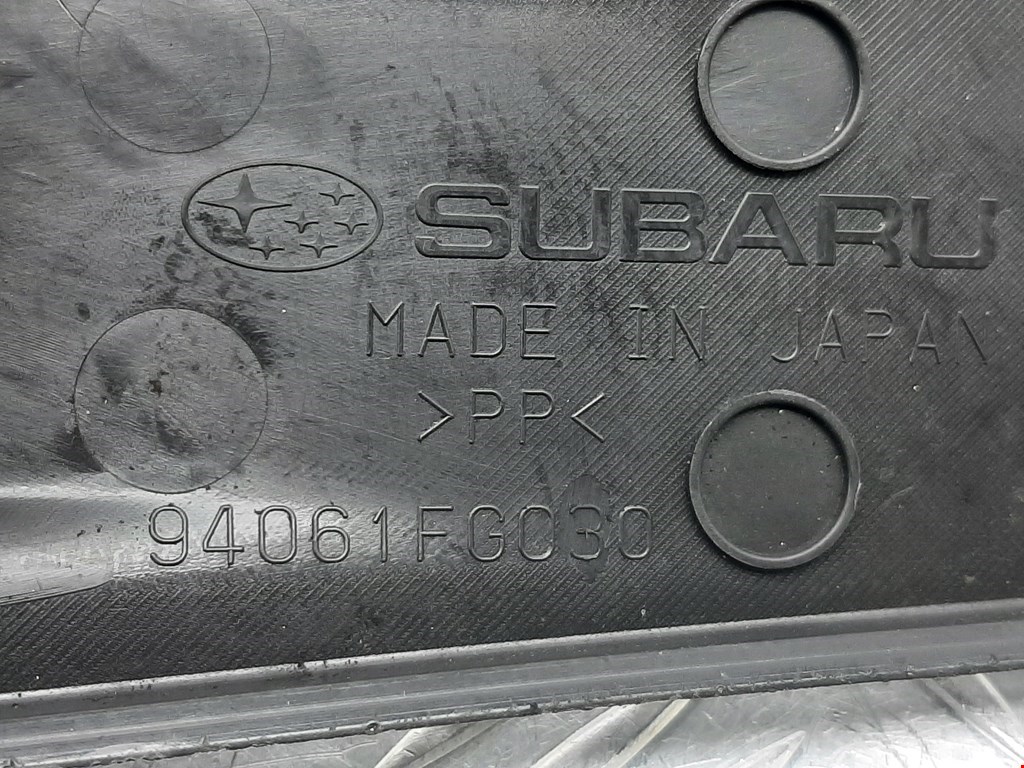 SUBARU
MADE IN JAPAN
>PP<
94061FG030